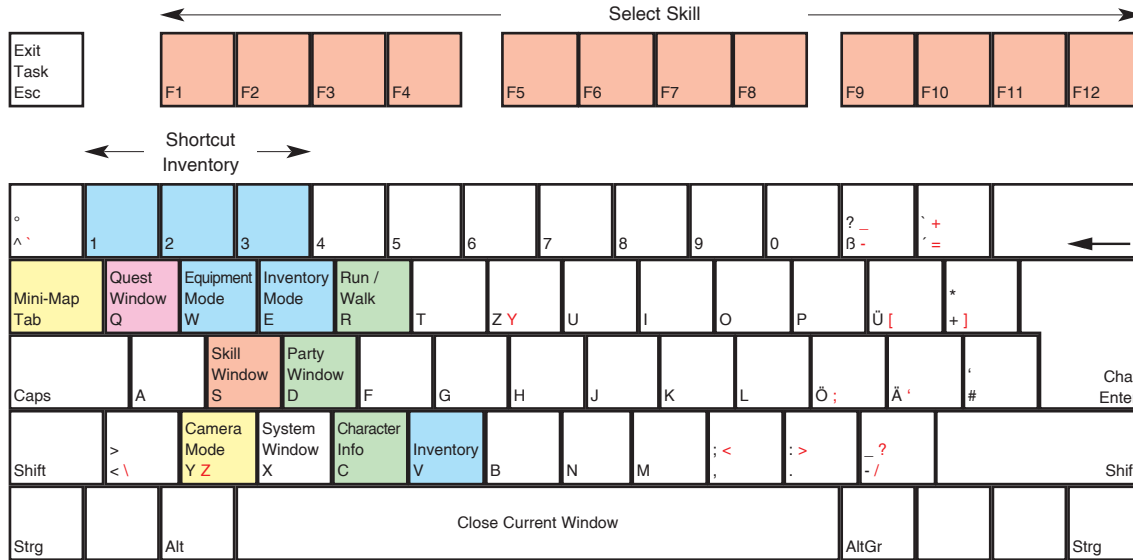 Select Skill
Exit
Task
Esc
F1 F2 F3 F4 F5 F6 F7 F8 F9 F10 F11 F12
Shortcut
Inventory
° ? _ ` +
^ ` 1 2 3 4 5 6 7 8 9 0 ß - ´ =
Quest Equipment Inventory Run / *
Mini-Map Window Mode Mode Walk
Tab Q W E R T Z Y U I O P Ü [ + ]
Skill Party ‘
Window Window Cha
Caps A S D F G H J K L Ö ; Ä ‘ # Enter
Camera System Character
> Mode Window Info Inventory ; < : > _ ?
Shift < \ Y Z X C V B N M , . - / Shif
Close Current Window
Strg Alt AltGr Strg